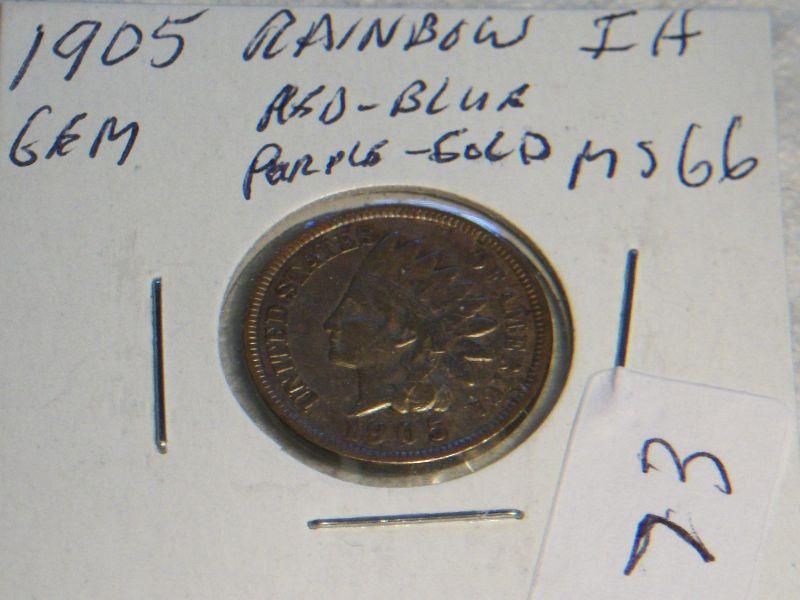 1905 RAINBOW IH
GEM RED-BLUE
PURPLE-GOLD MS66
UNITED STATES OF AMERICA
1905
73